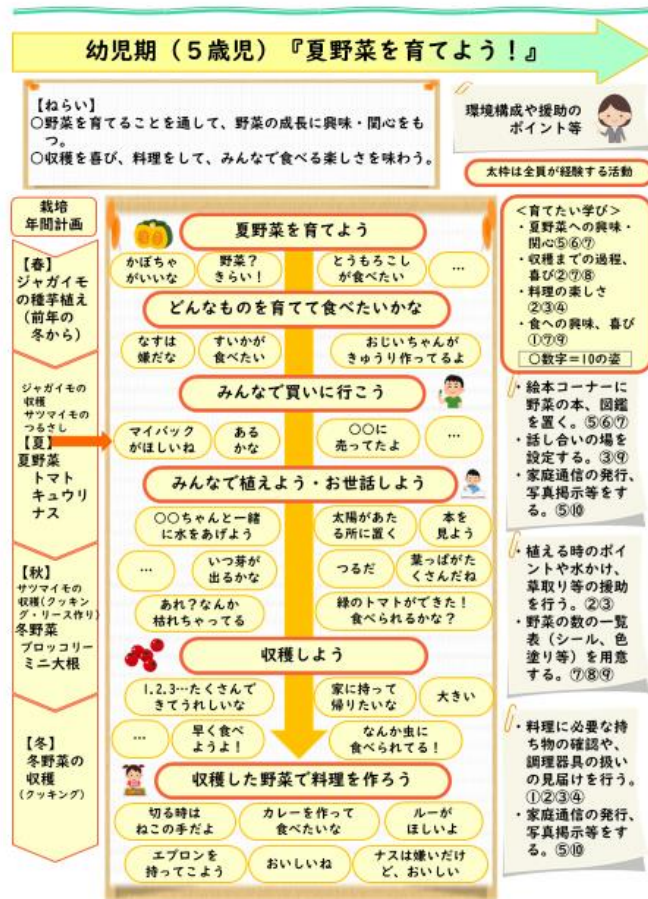 幼児期(5歳児)『夏野菜を育てよう!』
【ねらい】
○野菜を育てることを通して、野菜の成長に興味・関心をも
つ。
○収穫を喜び、料理をして、みんなで食べる楽しさを味わう。
環境構成や援助の
ポイント等
太枠は全員が経験する活動
栽培
年間計画
【春】
ジャガイモ
の種芋植え
(前年の
冬から)
ジャガイモの
収穫
サツマイモの
つるさし
【夏】
夏野菜
トマト
キュウリ
ナス
【秋】
サツマイモの
収穫(クッキン
グ・リース作り)
冬野菜
ブロッコリー
ミニ大根
【冬】
冬野菜の
収穫
(クッキング)
夏野菜を育てよう
かぼちゃ
がいいな
野菜?
きらい!
とうもろこし
が食べたい
…
どんなものを育てて食べたいかな
なすは
嫌だな
すいかが
食べたい
おじいちゃんが
きゅうり作ってるよ
みんなで買いに行こう
マイバック
がほしいね
ある
かな
○○に
売ってたよ
…
みんなで植えよう・お世話しよう
○○ちゃんと一緒
に水をあげよう
太陽があた
る所に置く
本を
見よう
…
いつ芽が
出るかな
つるだ
葉っぱがた
くさんだね
あれ?なんか
枯れちゃってる
緑のトマトができた!
食べられるかな?
収穫しよう
1,2,3…たくさんで
きてうれしいな
家に持って
帰りたいな
大きい
…
早く食べ
ようよ!
なんか虫に
食べられてる!
収穫した野菜で料理を作ろう
切る時は
ねこの手だよ
カレーを作って
食べたいな
ルーが
ほしいよ
エプロンを
持ってこよう
おいしいね
ナスは嫌いだけ
ど、おいしい
<育てたい学び>
・夏野菜への興味・
関心⑤⑥⑦
・収穫までの過程、
喜び②⑦⑧
・料理の楽しさ
②③④
・食への興味、喜び
①⑦⑨
○数字=10の姿
・絵本コーナーに
野菜の本、図鑑
を置く。⑤⑥⑦
・話し合いの場を
設定する。③⑨
・家庭通信の発行、
写真掲示等をす
る。⑤⑩
・植える時のポイ
ントや水かけ、
草取り等の援助
を行う。②③
・野菜の数の一覧
表(シール、色
塗り等)を用意
する。⑦⑧⑨
・料理に必要な持
ち物の確認や、
調理器具の扱い
の見届けを行う。
①②③④
・家庭通信の発行、
写真掲示等をす
る。⑤⑩